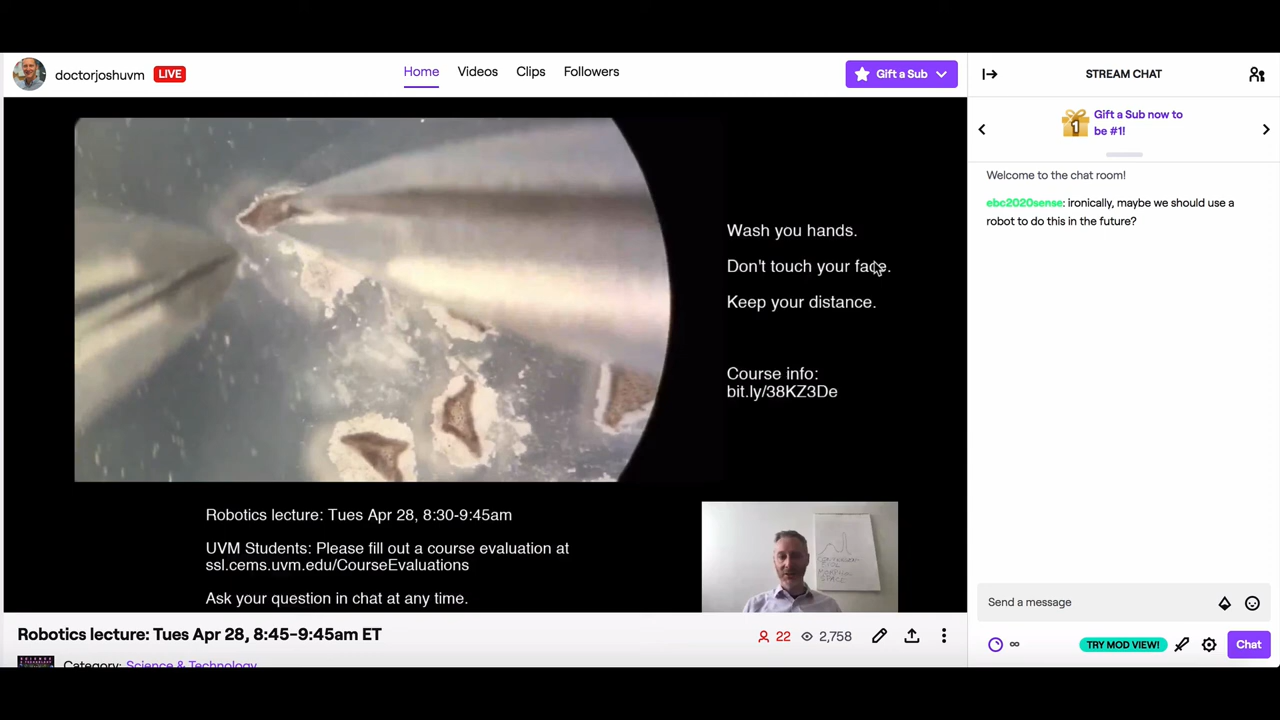 doctorjoshuvm LIVE
Home Videos Clips Followers
Gift a Sub
STREAM CHAT
1
Gift a Sub now to
be #1!
Welcome to the chat room!
ebc2020sense: ironically, maybe we should use a
robot to do this in the future?
Wash you hands.
Don't touch your face.
Keep your distance.
Course info:
bit.ly/38KZ3De
Robotics lecture: Tues Apr 28, 8:30-9:45am
UVM Students: Please fill out a course evaluation at
ssl.cems.uvm.edu/CourseEvaluations
Ask your question in chat at any time.
Send a message
Robotics lecture: Tues Apr 28, 8:45-9:45am ET
22 2,758
Category: Science & Technology
∞
TRY MOD VIEW!
Chat